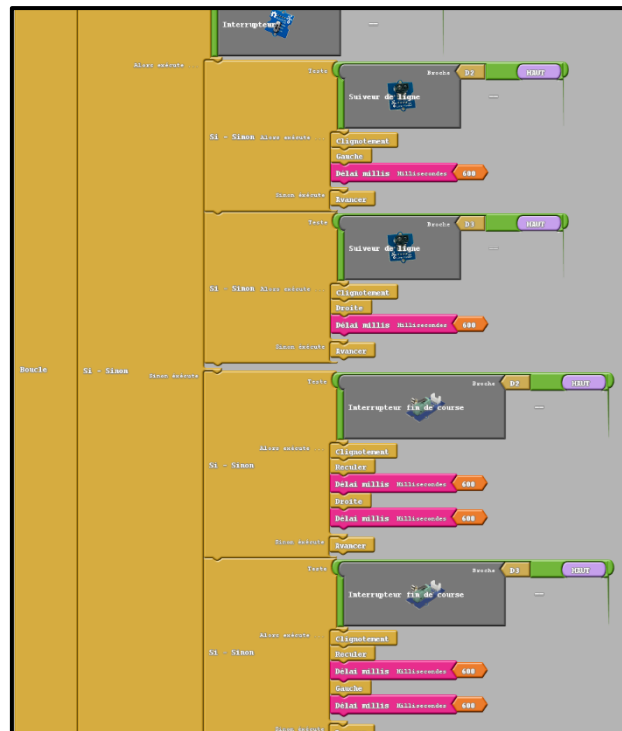 Interrupteur
Alors exécute ...
Teste
Broche D2 HAUT
Suiveur de ligne
Si - Sinon Alors exécute ...
Clignotement
Gauche
Délai millis Millisecondes 600
Sinon exécute
Avancer
Teste
Broche D3 HAUT
Suiveur de ligne
Si - Sinon Alors exécute ...
Clignotement
Droite
Délai millis Millisecondes 600
Sinon exécute
Avancer
Boucle
Si - Sinon
Sinon exécute
Teste
Broche D2 HAUT
Interrupteur fin de course
Alors exécute ...
Clignotement
Si - Sinon
Reculer
Délai millis Millisecondes 600
Droite
Délai millis Millisecondes 600
Sinon exécute
Avancer
Teste
Broche D3 HAUT
Interrupteur fin de course
Alors exécute ...
Clignotement
Si - Sinon
Reculer
Délai millis Millisecondes 600
Gauche
Délai millis Millisecondes 600
Sinon exécute